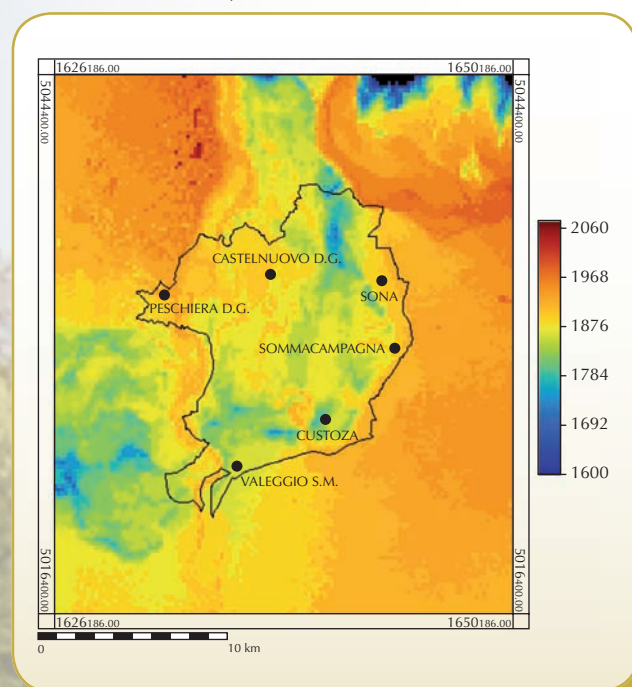 1626186.00 1650186.00
5044400.00 5044400.00
CASTELNUOVO D.G.
PESCHIERA D.G.
SONA
SOMMACAMPAGNA
CUSTOZA
VALEGGIO S.M.
2060
1968
1876
1784
1692
1600
5016400.00 5016400.00
1626186.00 1650186.00
0 10 km